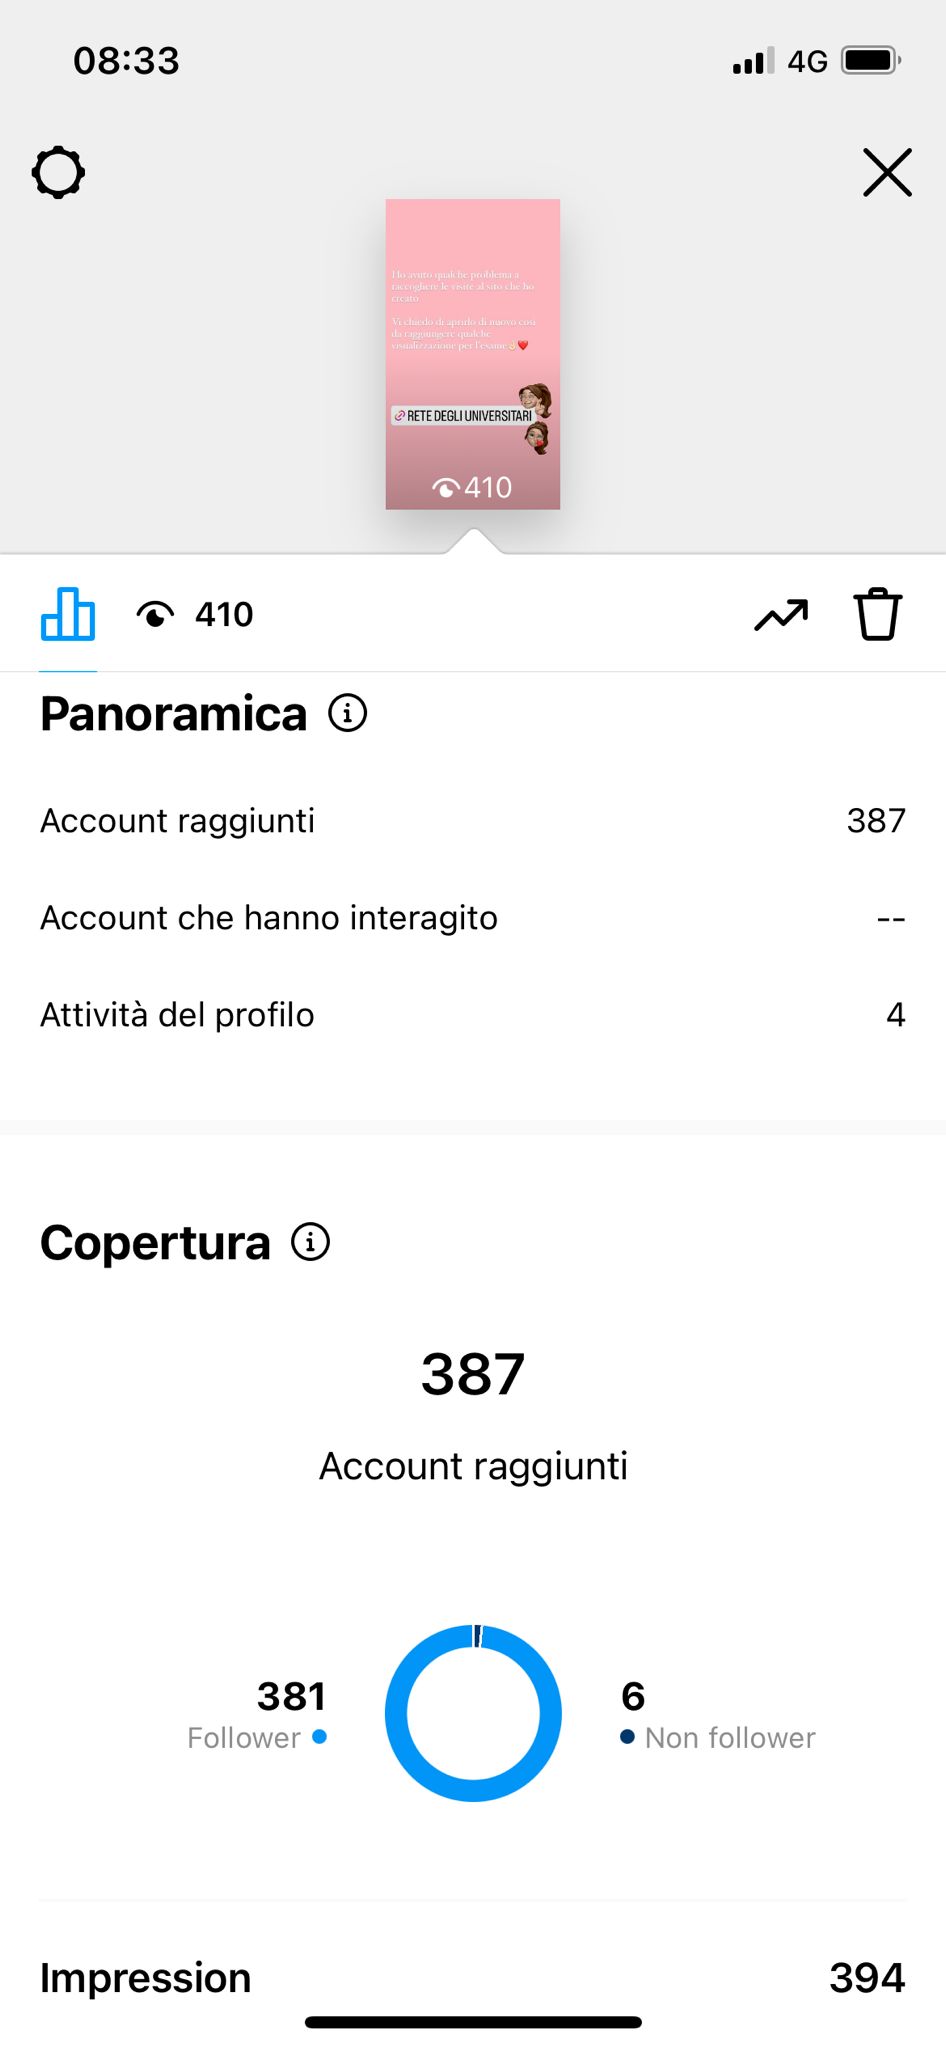 08:33
4G
Ho avuto qualche problema a
raccogliere le visite al sito che ho
creato
Vi chiedo di aprirlo di nuovo così
da raggiungere qualche
visualizzazione per l'esame✌🏻❤️
RETE DEGLI UNIVERSITARI
410
410
Panoramica
Account raggiunti 387
Account che hanno interagito --
Attività del profilo 4
Copertura
387
Account raggiunti
381 6
Follower Non follower
Impression 394